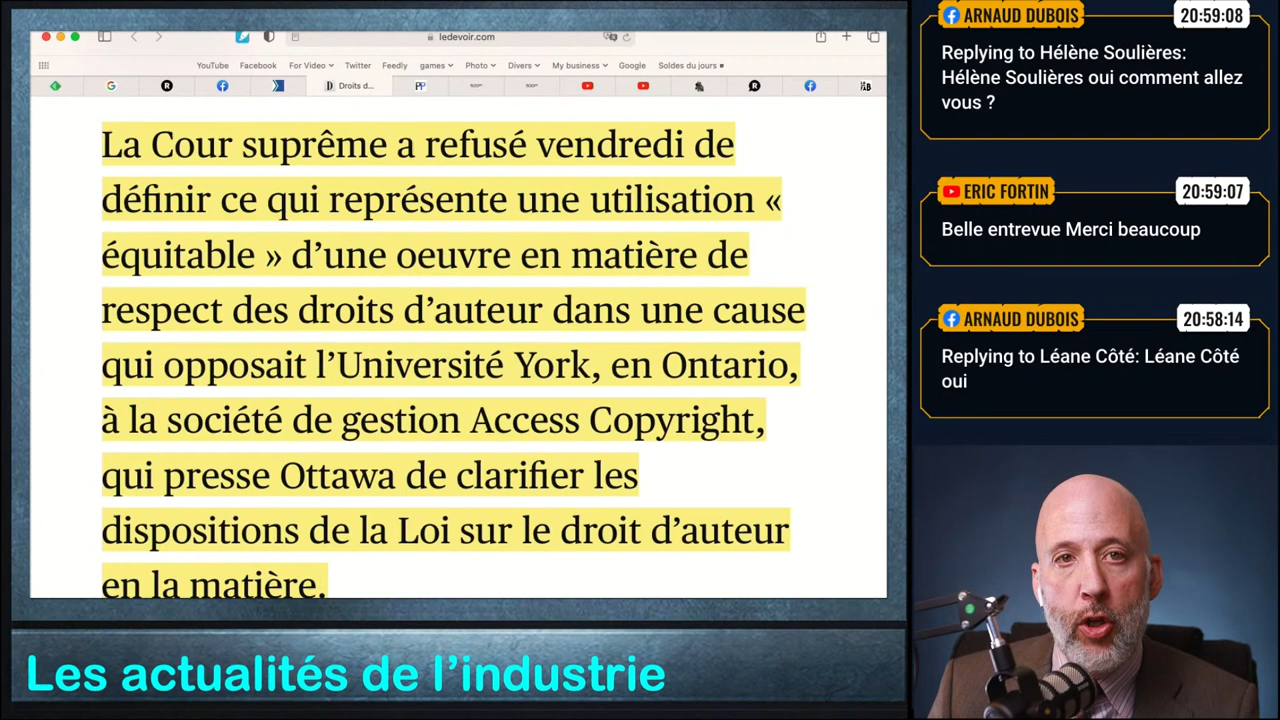 ledevoir.com
YouTube Facebook For Video Twitter Feedly games Photo Divers My business Google Soldes du jours
Droits d...
La Cour suprême a refusé vendredi de
définir ce qui représente une utilisation «
équitable » d’une oeuvre en matière de
respect des droits d’auteur dans une cause
qui opposait l’Université York, en Ontario,
à la société de gestion Access Copyright,
qui presse Ottawa de clarifier les
dispositions de la Loi sur le droit d’auteur
en la matière.
Les actualités de l’industrie
ARNAUD DUBOIS 20:59:08
Replying to Hélène Soulières:
Hélène Soulières oui comment allez
vous ?
ERIC FORTIN 20:59:07
Belle entrevue Merci beaucoup
ARNAUD DUBOIS 20:58:14
Replying to Léane Côté: Léane Côté
oui